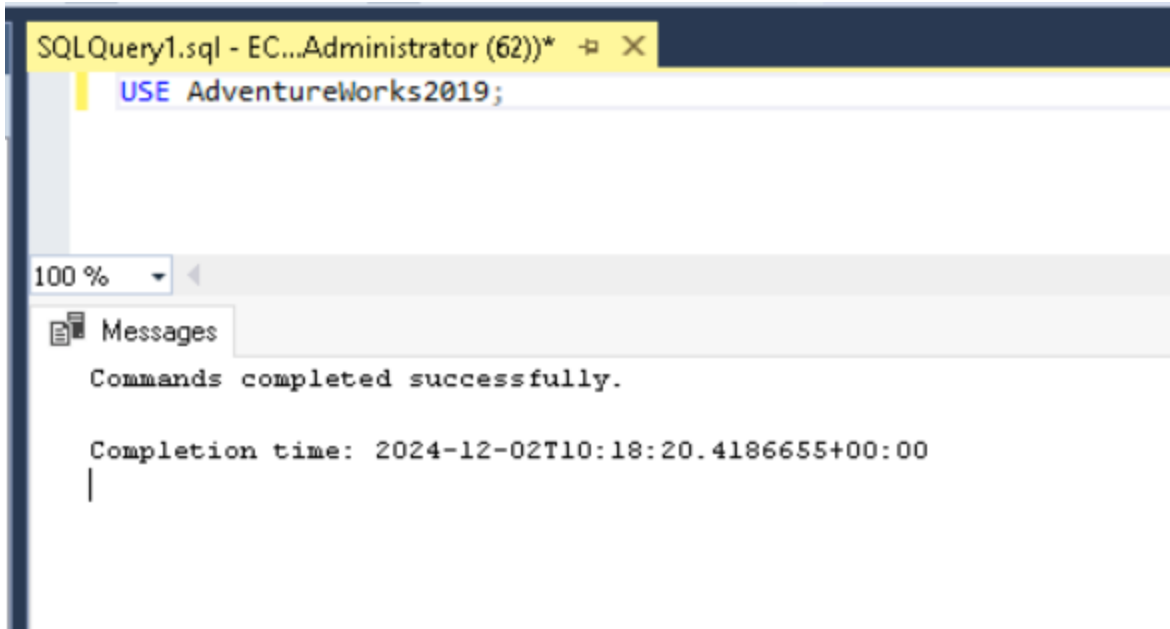 SQLQuery1.sql - EC...Administrator (62))*
USE AdventureWorks2019;
100 %
Messages
Commands completed successfully.
Completion time: 2024-12-02T10:18:20.4186655+00:00